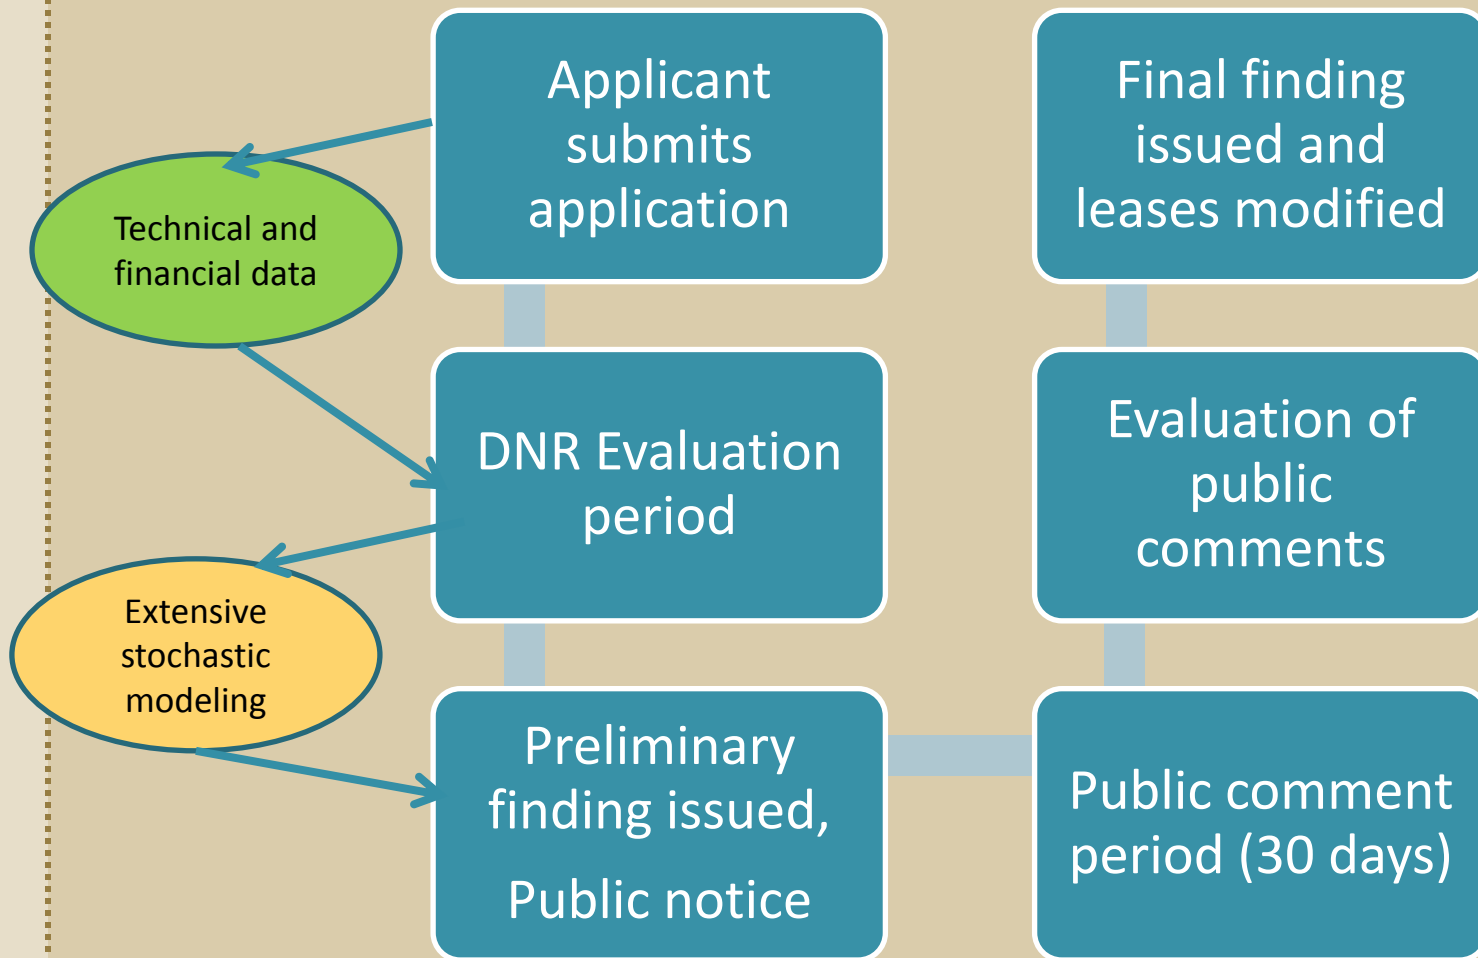 Applicant
submits
application
Technical and
financial data
DNR Evaluation
period
Extensive
stochastic
modeling
Preliminary
finding issued,
Public notice
Public comment
period (30 days)
Evaluation of
public
comments
Final finding
issued and
leases modified